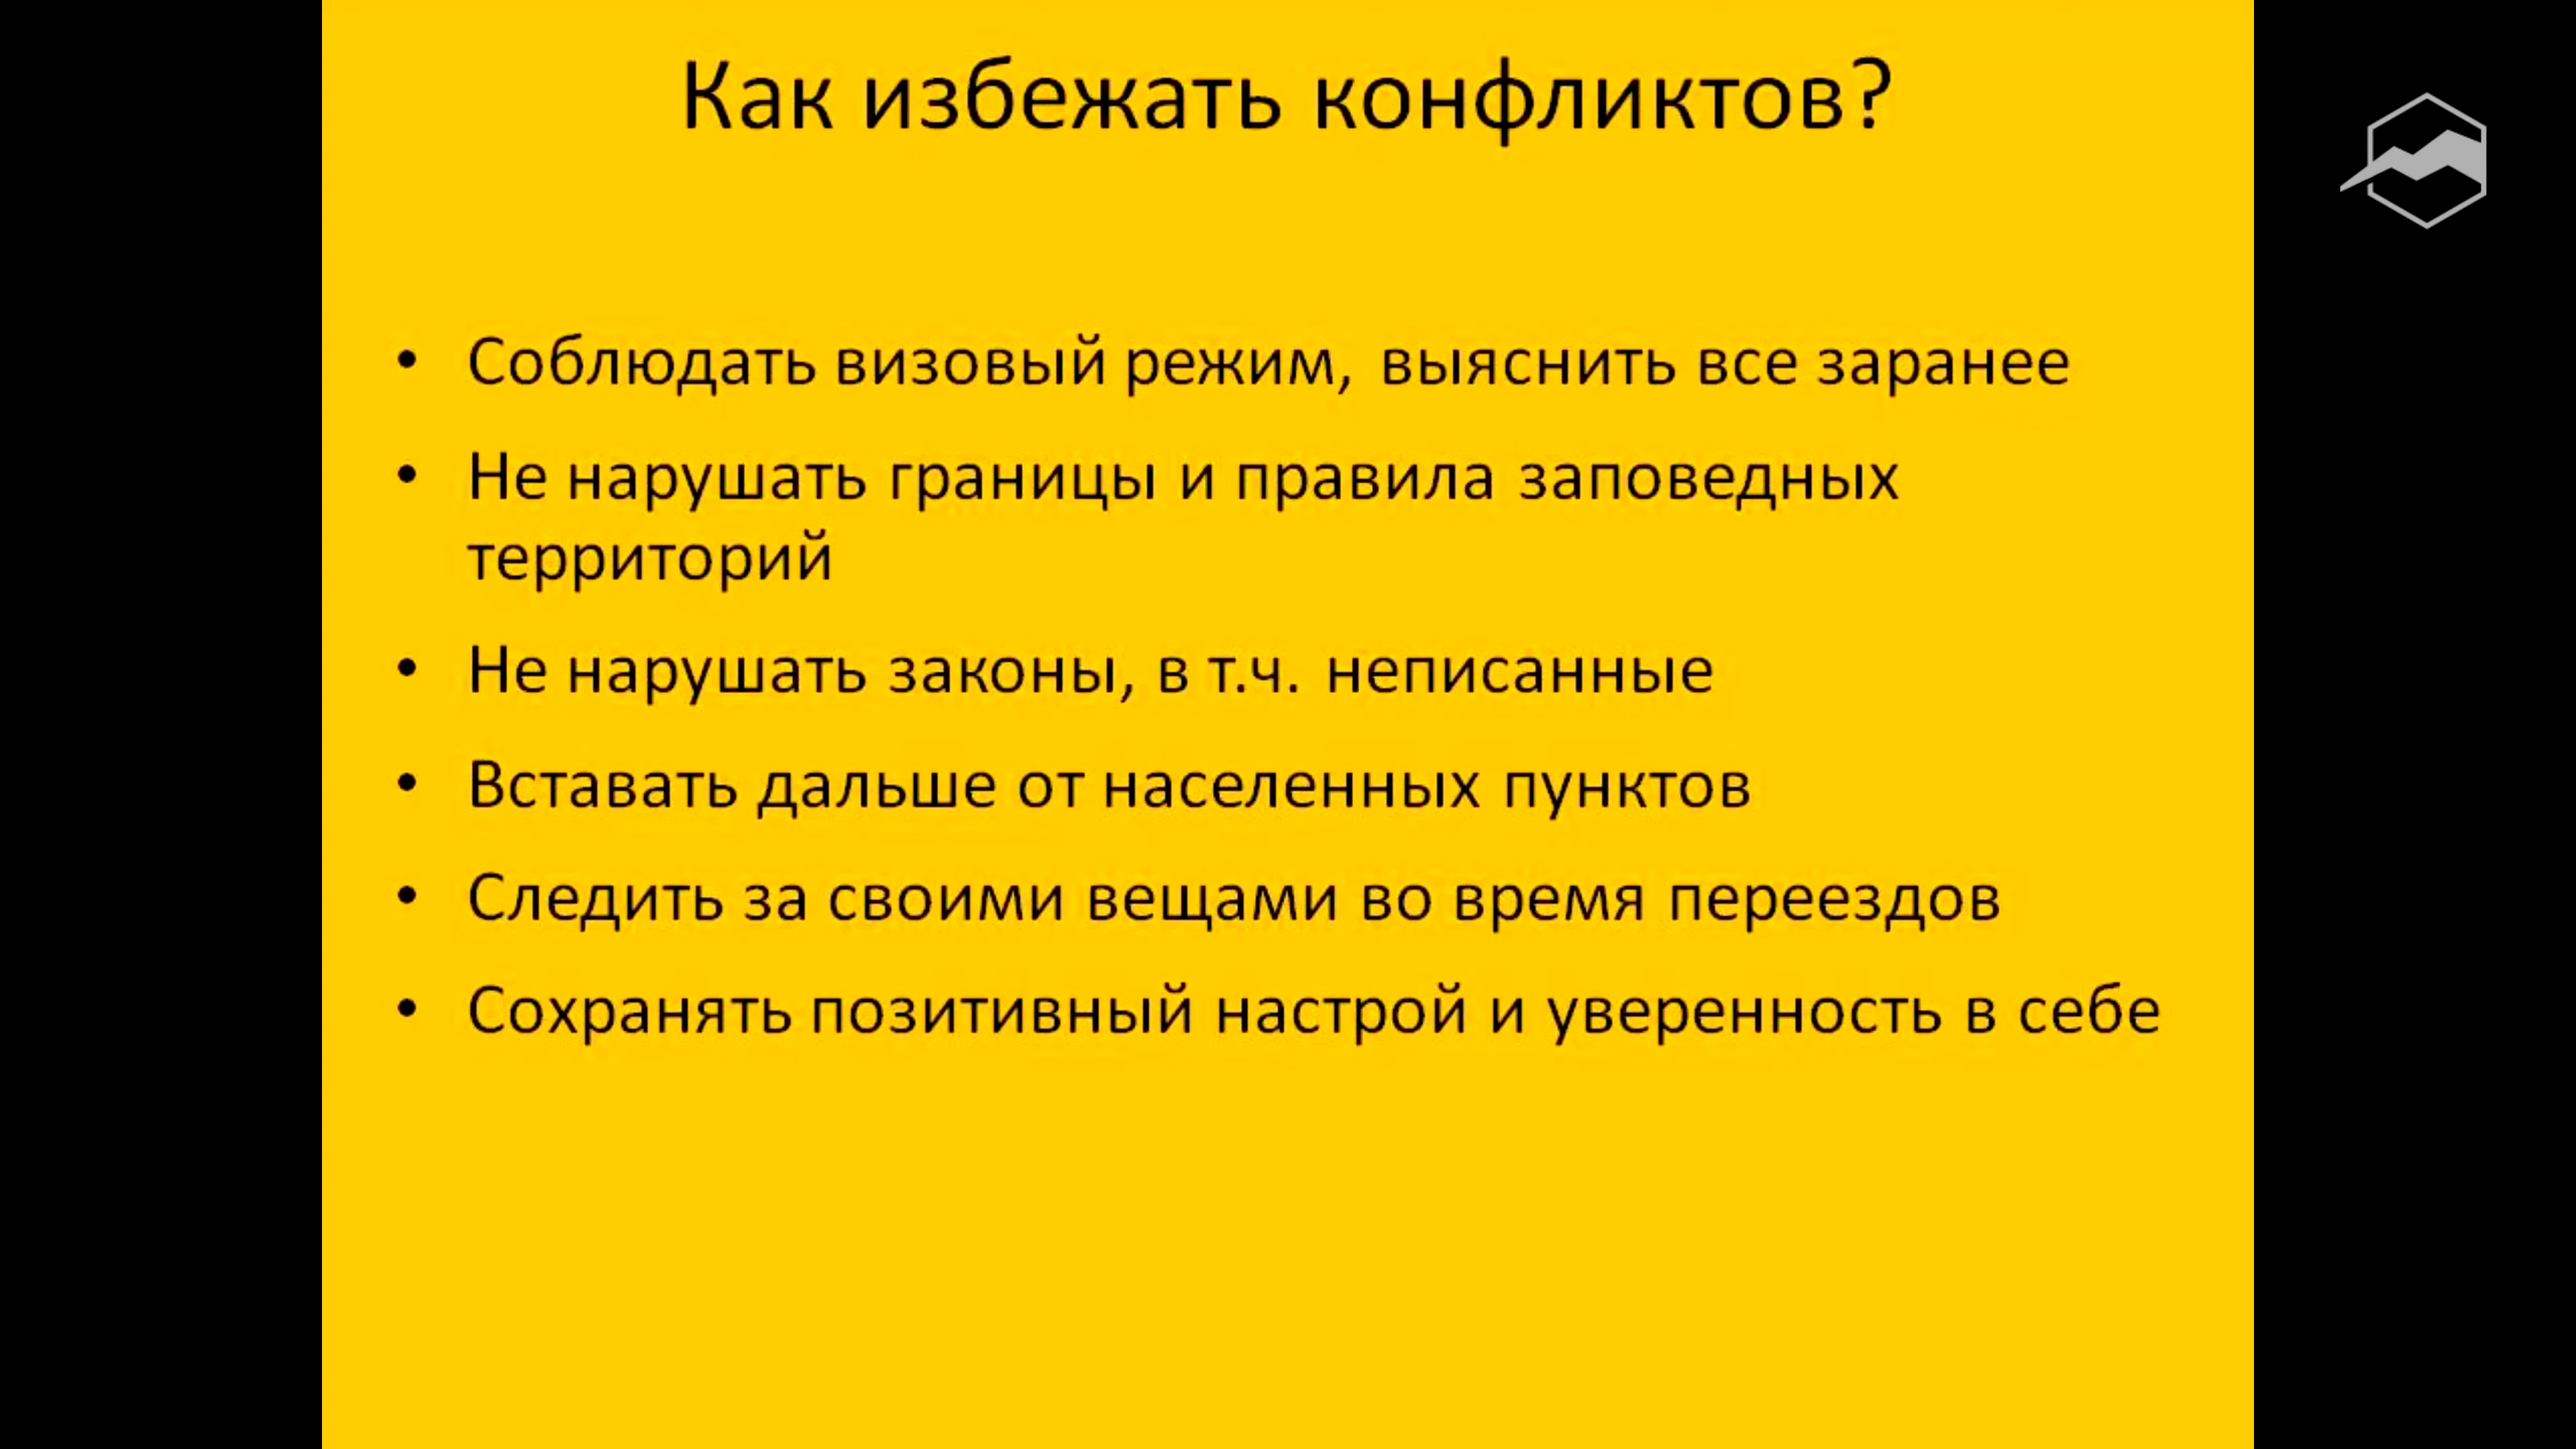 Как избежать конфликтов?
• Соблюдать визовый режим, выяснить все заранее
• Не нарушать границы и правила заповедных
территорий
• Не нарушать законы, в т.ч. неписанные
• Вставать дальше от населенных пунктов
• Следить за своими вещами во время переездов
• Сохранять позитивный настрой и уверенность в себе